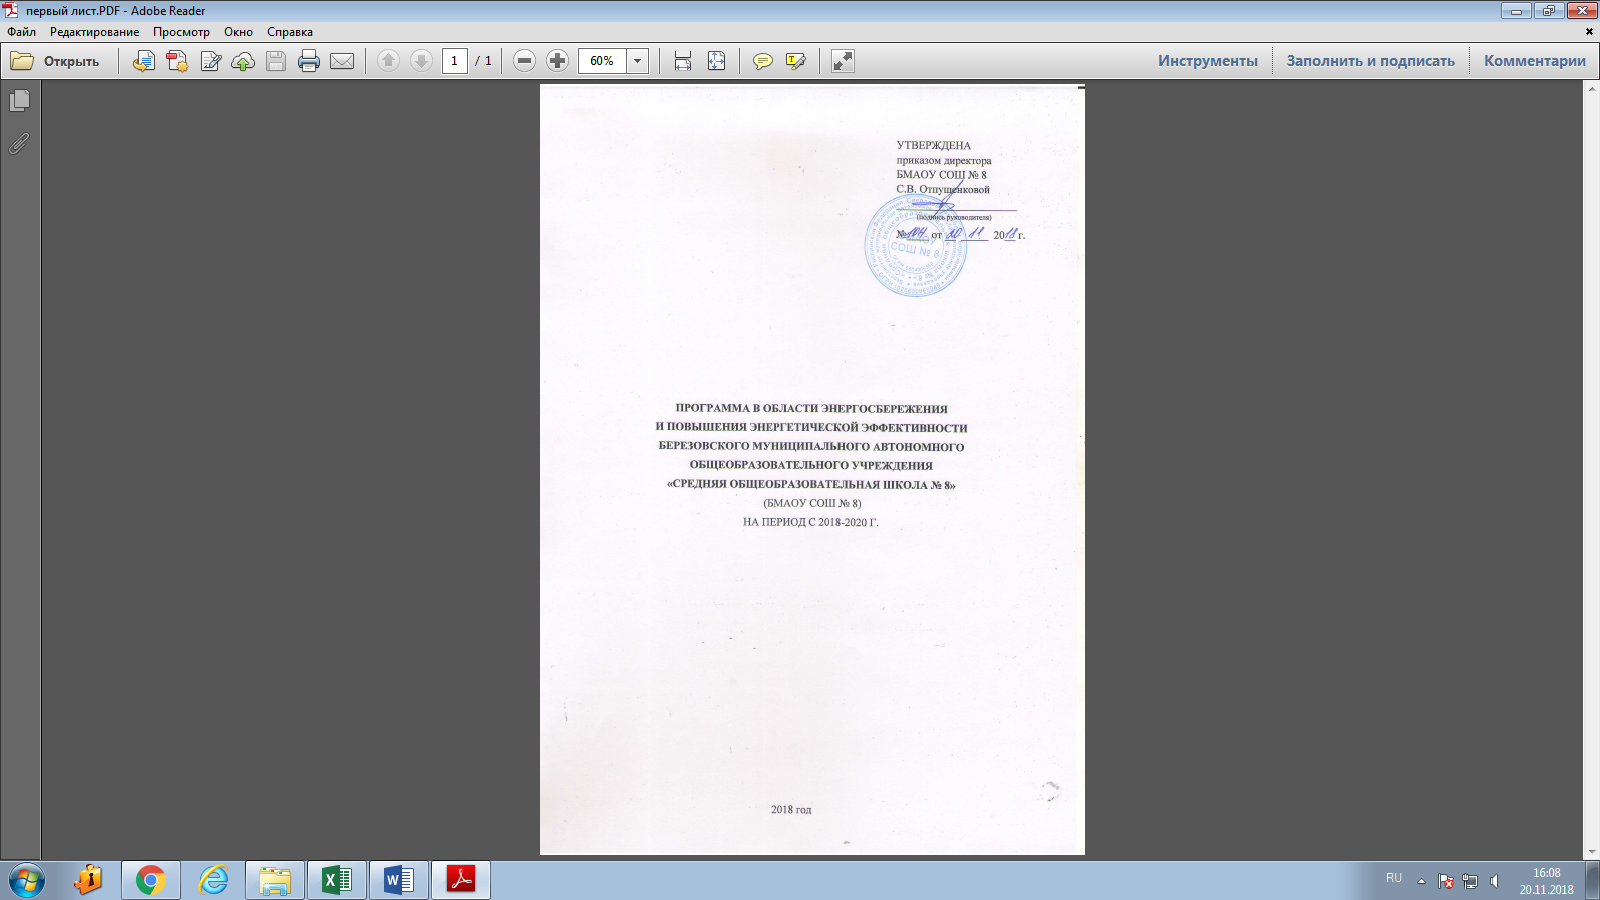 первый лист.PDF - Adobe Reader
Файл Редактирование Просмотр Окно Справка
Открыть 1 / 1 60% Инструменты Заполнить и подписать Комментарии
УТВЕРЖДЕНА
приказом директора
БМАОУ СОШ № 8
С.В. Отпущенковой
(подпись руководителя)
№ 104 от 20 11 2018 г.
СОШ № 8
ПРОГРАММА В ОБЛАСТИ ЭНЕРГОСБЕРЕЖЕНИЯ
И ПОВЫШЕНИЯ ЭНЕРГЕТИЧЕСКОЙ ЭФФЕКТИВНОСТИ
БЕРЕЗОВСКОГО МУНИЦИПАЛЬНОГО АВТОНОМНОГО
ОБЩЕОБРАЗОВАТЕЛЬНОГО УЧРЕЖДЕНИЯ
«СРЕДНЯЯ ОБЩЕОБРАЗОВАТЕЛЬНАЯ ШКОЛА № 8»
(БМАОУ СОШ № 8)
НА ПЕРИОД С 2018-2020 Г.
2018 год
RU 16:08
20.11.2018